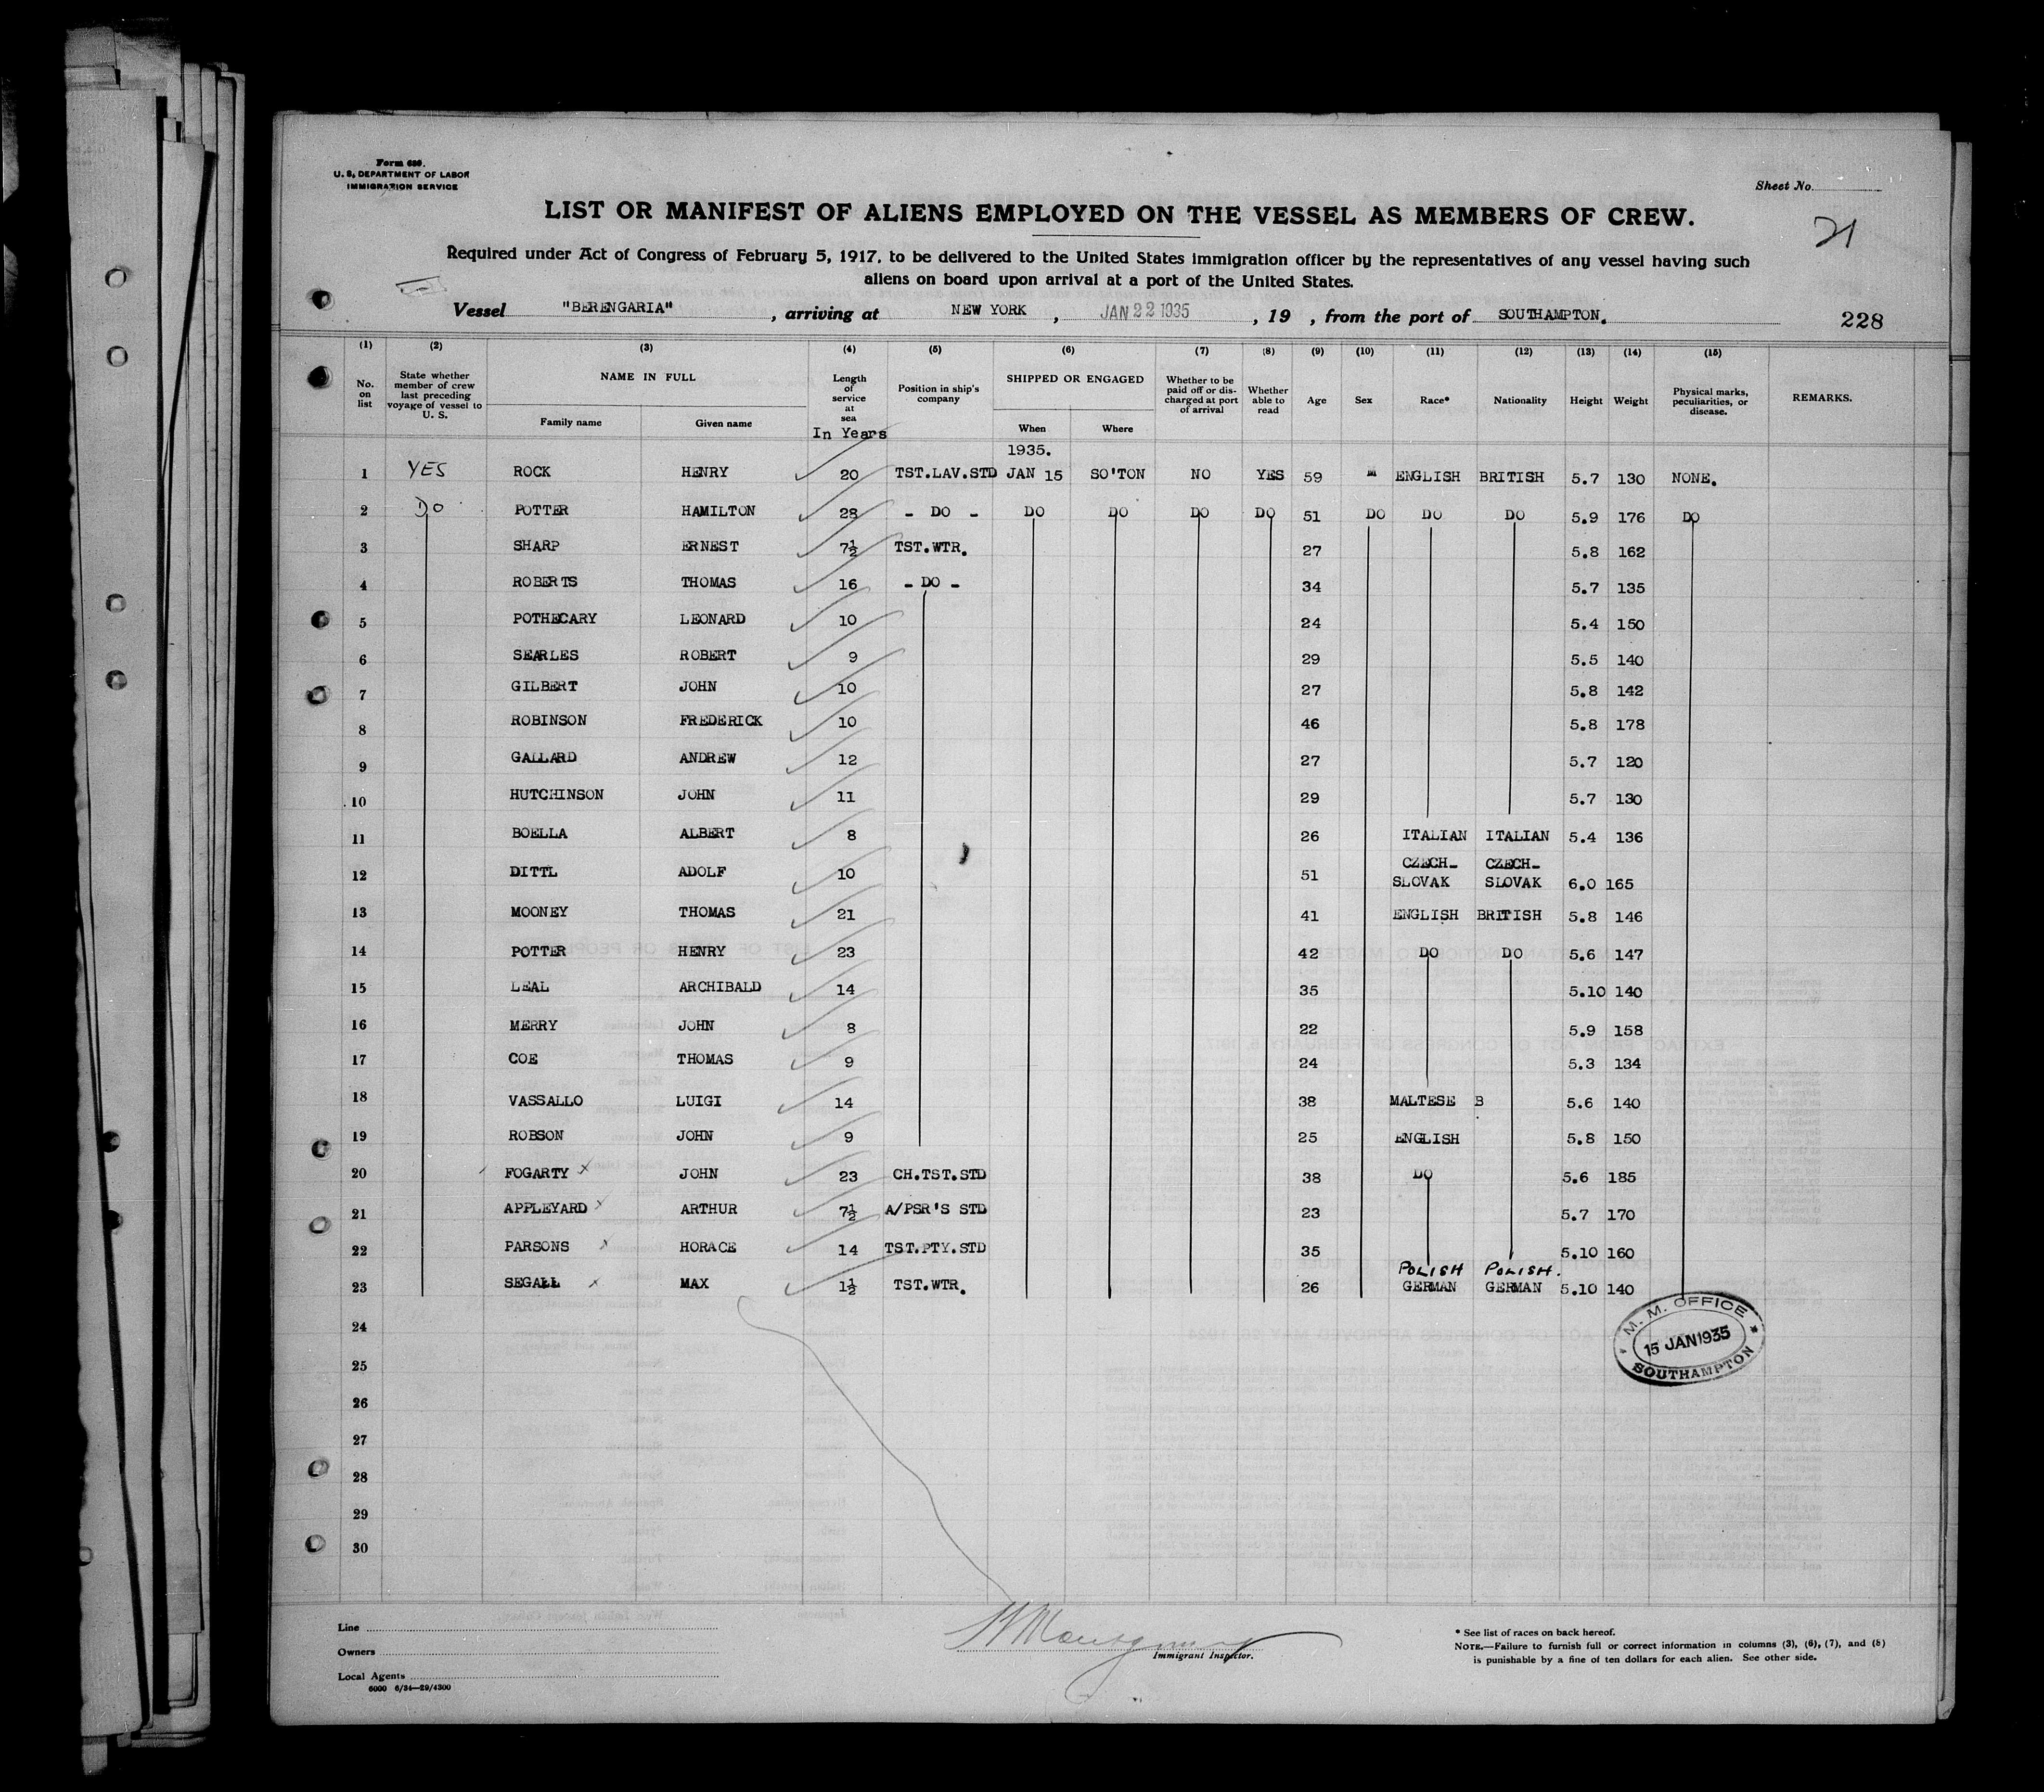 Form 689.
U. S. DEPARTMENT OF LABOR
IMMIGRATION SERVICE
Sheet No.
21
LIST OR MANIFEST OF ALIENS EMPLOYED ON THE VESSEL AS MEMBERS OF CREW.
Required under Act of Congress of February 5, 1917, to be delivered to the United States immigration officer by the representatives of any vessel having such
aliens on board upon arrival at a port of the United States.
Vessel "BERENGARIA", arriving at NEW YORK, JAN 22 1935, 19 , from the port of SOUTHAMPTON.
228
(1) (2) (3) (4) (5) (6) (7) (8) (9) (10) (11) (12) (13) (14) (15)
No. on list State whether member of crew last preceding voyage of vessel to U. S. NAME IN FULL Family name Given name Length of service at sea In Years Position in ship's company SHIPPED OR ENGAGED When Where Whether to be paid off or discharged at port of arrival Whether able to read Age Sex Race* Nationality Height Weight Physical marks, peculiarities, or disease. REMARKS.
1935.
1 YES ROCK HENRY 20 TST.LAV.STD JAN 15 SO'TON NO YES 59 M ENGLISH BRITISH 5.7 130 NONE.
2 DO POTTER HAMILTON 28 - DO - DO DO DO DO 51 DO DO DO 5.9 176 DO
3 SHARP ERNEST 7½ TST.WTR. 27 5.8 162
4 ROBERTS THOMAS 16 - DO - 34 5.7 135
5 POTHECARY LEONARD 10 24 5.4 150
6 SEARLES ROBERT 9 29 5.5 140
7 GILBERT JOHN 10 27 5.8 142
8 ROBINSON FREDERICK 10 46 5.8 178
9 GALLARD ANDREW 12 27 5.7 120
10 HUTCHINSON JOHN 11 29 5.7 130
11 BOELLA ALBERT 8 26 ITALIAN ITALIAN 5.4 136
12 DITTL ADOLF 10 51 CZECH-SLOVAK CZECH-SLOVAK 6.0 165
13 MOONEY THOMAS 21 41 ENGLISH BRITISH 5.8 146
14 POTTER HENRY 23 42 DO DO 5.6 147
15 LEAL ARCHIBALD 14 35 5.10 140
16 MERRY JOHN 8 22 5.9 158
17 COE THOMAS 9 24 5.3 134
18 VASSALLO LUIGI 14 38 MALTESE B 5.6 140
19 ROBSON JOHN 9 25 ENGLISH 5.8 150
20 FOGARTY JOHN 23 CH.TST.STD 38 DO 5.6 185
21 APPLEYARD ARTHUR 7½ A/PSR'S STD 23 5.7 170
22 PARSONS HORACE 14 TST.PTY.STD 35 5.10 160
POLISH POLISH.
23 SEGALL MAX 1½ TST.WTR. 26 GERMAN GERMAN 5.10 140
24
25
26
27
28
29
30
M. M. OFFICE
15 JAN 1935
SOUTHAMPTON
Line
Owners
Local Agents
6000 6/34—29/4300
Immigrant Inspector.
* See list of races on back hereof.
NOTE.—Failure to furnish full or correct information in columns (3), (6), (7), and (8)
is punishable by a fine of ten dollars for each alien. See other side.